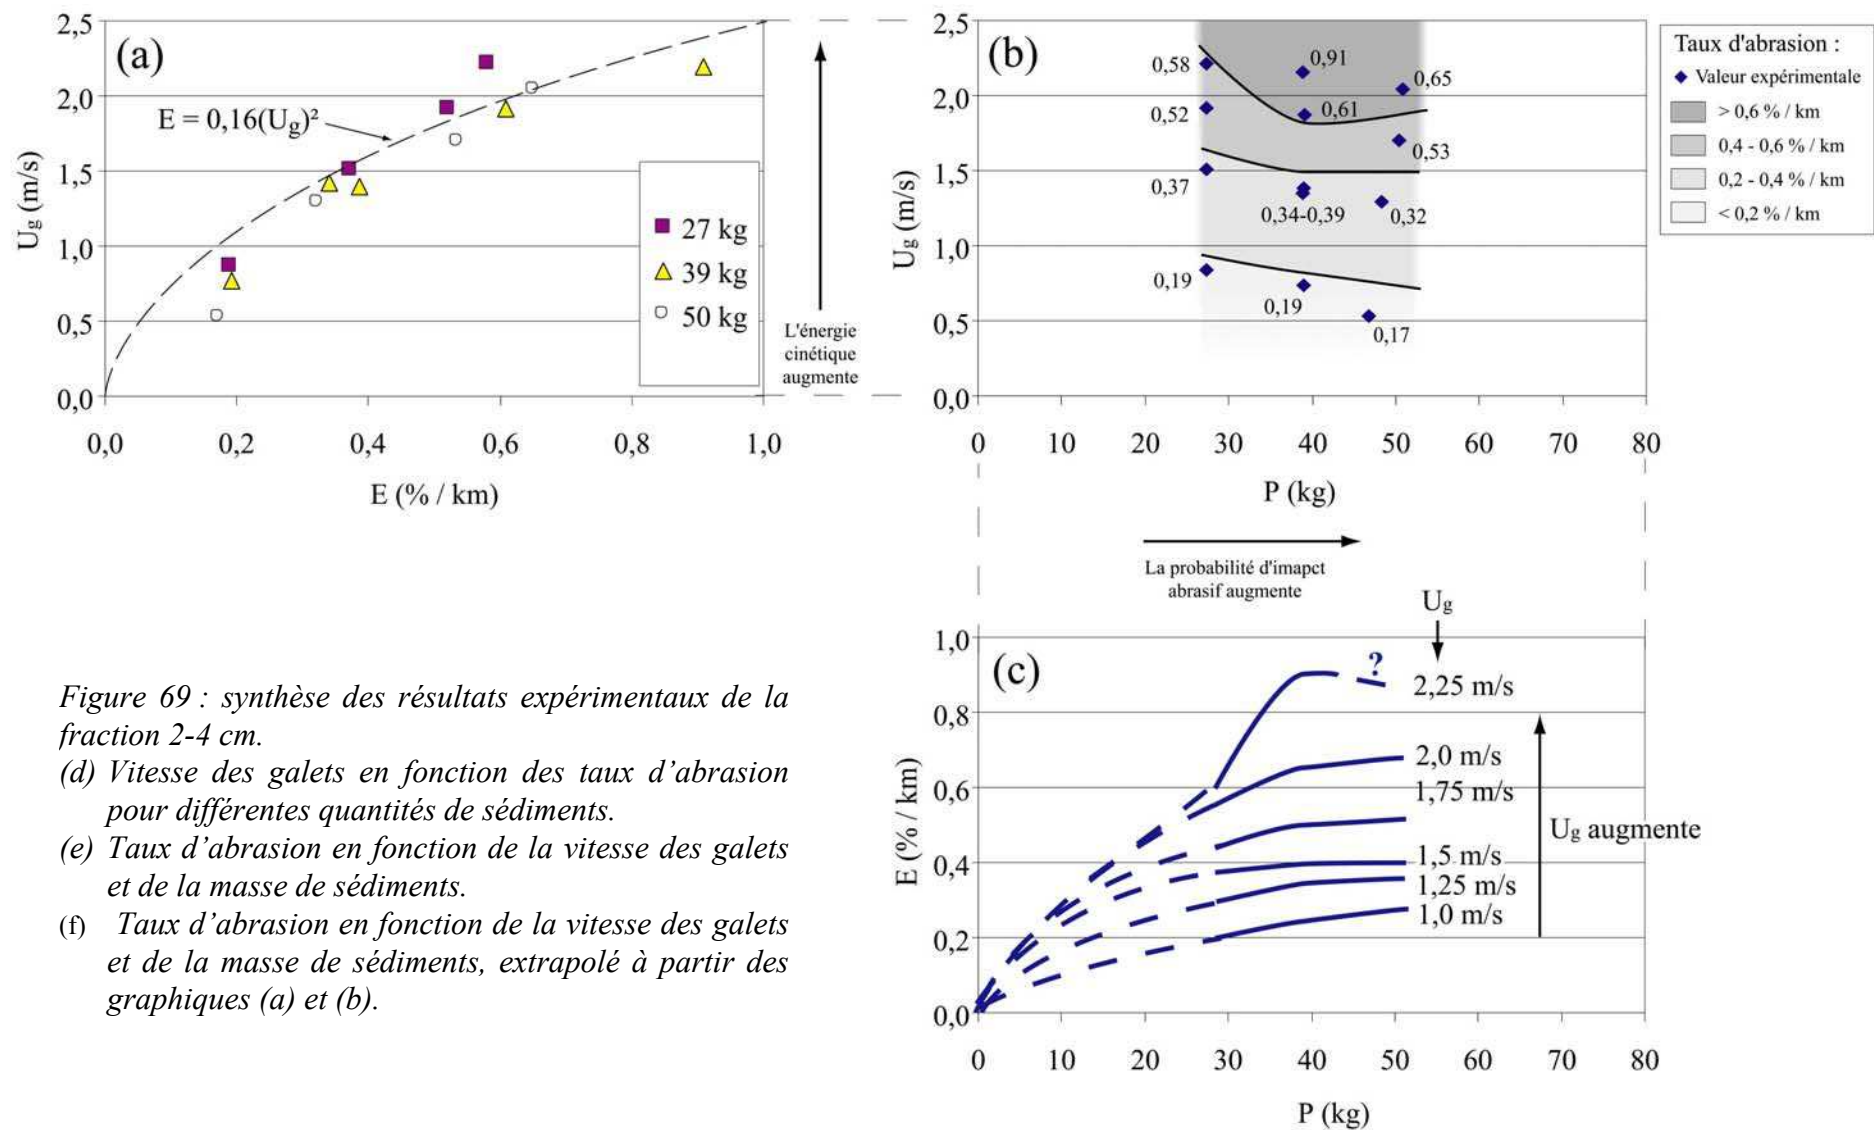 2,5
2,0
1,5
1,0
0,5
0,0
Ug (m/s)
(a)
E = 0,16(Ug)²
27 kg
39 kg
50 kg
0,0 0,2 0,4 0,6 0,8 1,0
E (% / km)
L'énergie
cinétique
augmente
2,5
2,0
1,5
1,0
0,5
0,0
Ug (m/s)
(b)
0,58
0,91
0,65
0,52
0,61
0,53
0,37
0,34-0,39
0,32
0,19
0,19
0,17
0 10 20 30 40 50 60 70 80
P (kg)
Taux d'abrasion :
Valeur expérimentale
> 0,6 % / km
0,4 - 0,6 % / km
0,2 - 0,4 % / km
< 0,2 % / km
La probabilité d'imapct
abrasif augmente
Ug
1,0
0,8
0,6
0,4
0,2
0,0
E (% / km)
(c)
?
2,25 m/s
2,0 m/s
1,75 m/s
1,5 m/s
1,25 m/s
1,0 m/s
Ug augmente
0 10 20 30 40 50 60 70 80
P (kg)
Figure 69 : synthèse des résultats expérimentaux de la
fraction 2-4 cm.
(d) Vitesse des galets en fonction des taux d’abrasion
pour différentes quantités de sédiments.
(e) Taux d’abrasion en fonction de la vitesse des galets
et de la masse de sédiments.
(f) Taux d’abrasion en fonction de la vitesse des galets
et de la masse de sédiments, extrapolé à partir des
graphiques (a) et (b).